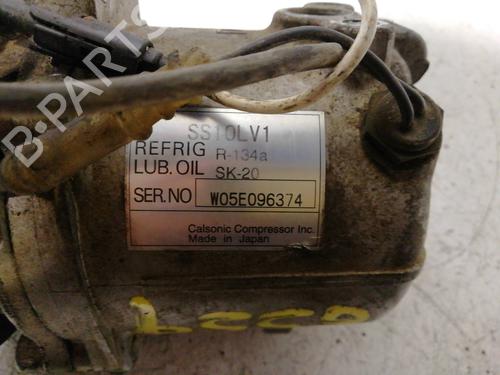 B-PARTS
SS10LV1
REFRIG R-134a
LUB. OIL SK-20
SER.NO W05E096374
Calsonic Compressor Inc.
Made in Japan